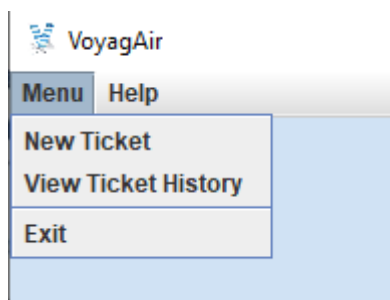 VoyagAir
Menu Help
New Ticket
View Ticket History
Exit